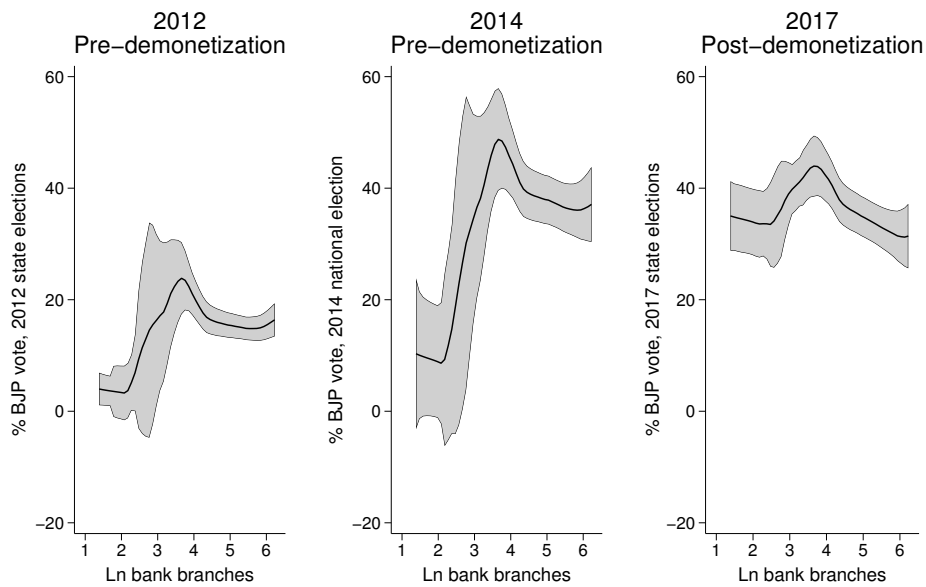 2012
Pre−demonetization
60
40
20
0
−20
% BJP vote, 2012 state elections
1 2 3 4 5 6
Ln bank branches
2014
Pre−demonetization
60
40
20
0
−20
% BJP vote, 2014 national election
1 2 3 4 5 6
Ln bank branches
2017
Post−demonetization
60
40
20
0
−20
% BJP vote, 2017 state elections
1 2 3 4 5 6
Ln bank branches